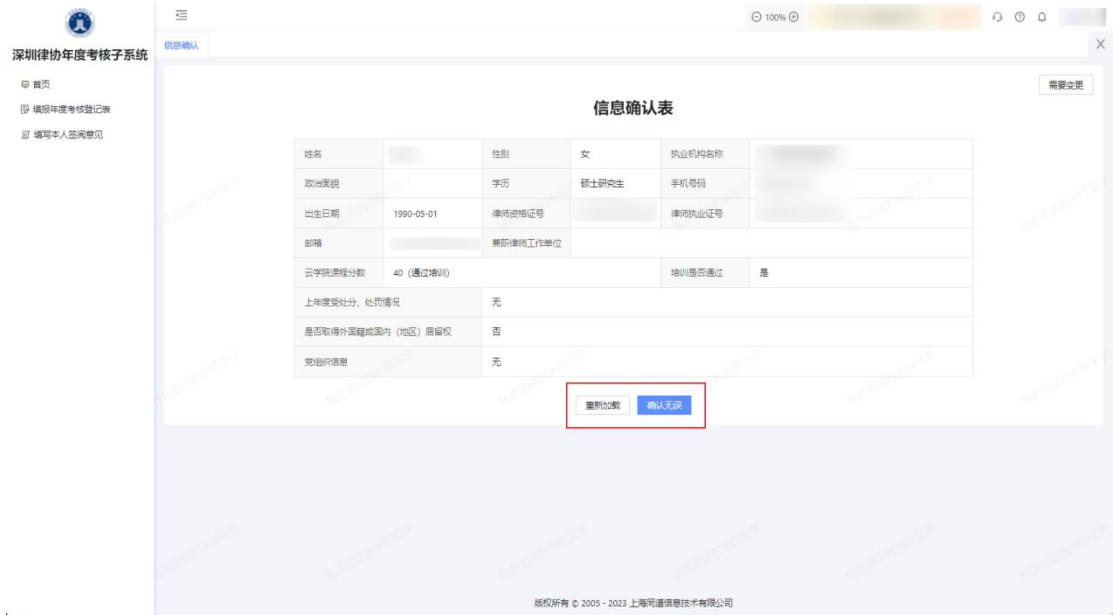 深圳律协年度考核子系统
首页
填报年度考核登记表
填写本人签阅意见
100%
信息确认
X
需要变更
信息确认表
姓名 性别 女 执业机构名称
政治面貌 学历 硕士研究生 手机号码
出生日期 1990-05-01 律师资格证号 律师执业证号
邮箱 兼职律师工作单位
云学院课程分数 40（通过培训） 培训是否通过 是
上年度受处分、处罚情况 无
是否取得外国籍或国内（地区）居留权 否
党组织信息 无
重新加载 确认无误
版权所有 © 2005 - 2023 上海同道信息技术有限公司